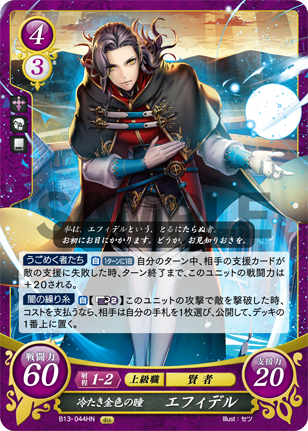 4
3
SAMPLE
私は、エフィデルという、とるにたらぬ者。
お初にお目にかかります。どうか、お見知りおきを。
うごめく者たち 自 1ターンに1回 自分のターン中、相手の支援カードが
敵の支援に失敗した時、ターン終了まで、このユニットの戦闘力は
+20される。
闇の繰り糸 自 【2】このユニットの攻撃で敵を撃破した時、
コストを支払うなら、相手は自分の手札を1枚選び、公開して、デッキの
1番上に置く。
戦闘力 60
射程 1-2 上級職 賢者
支援力 20
冷たき金色の瞳 エフィデル
B13-044HN Illust:セツ